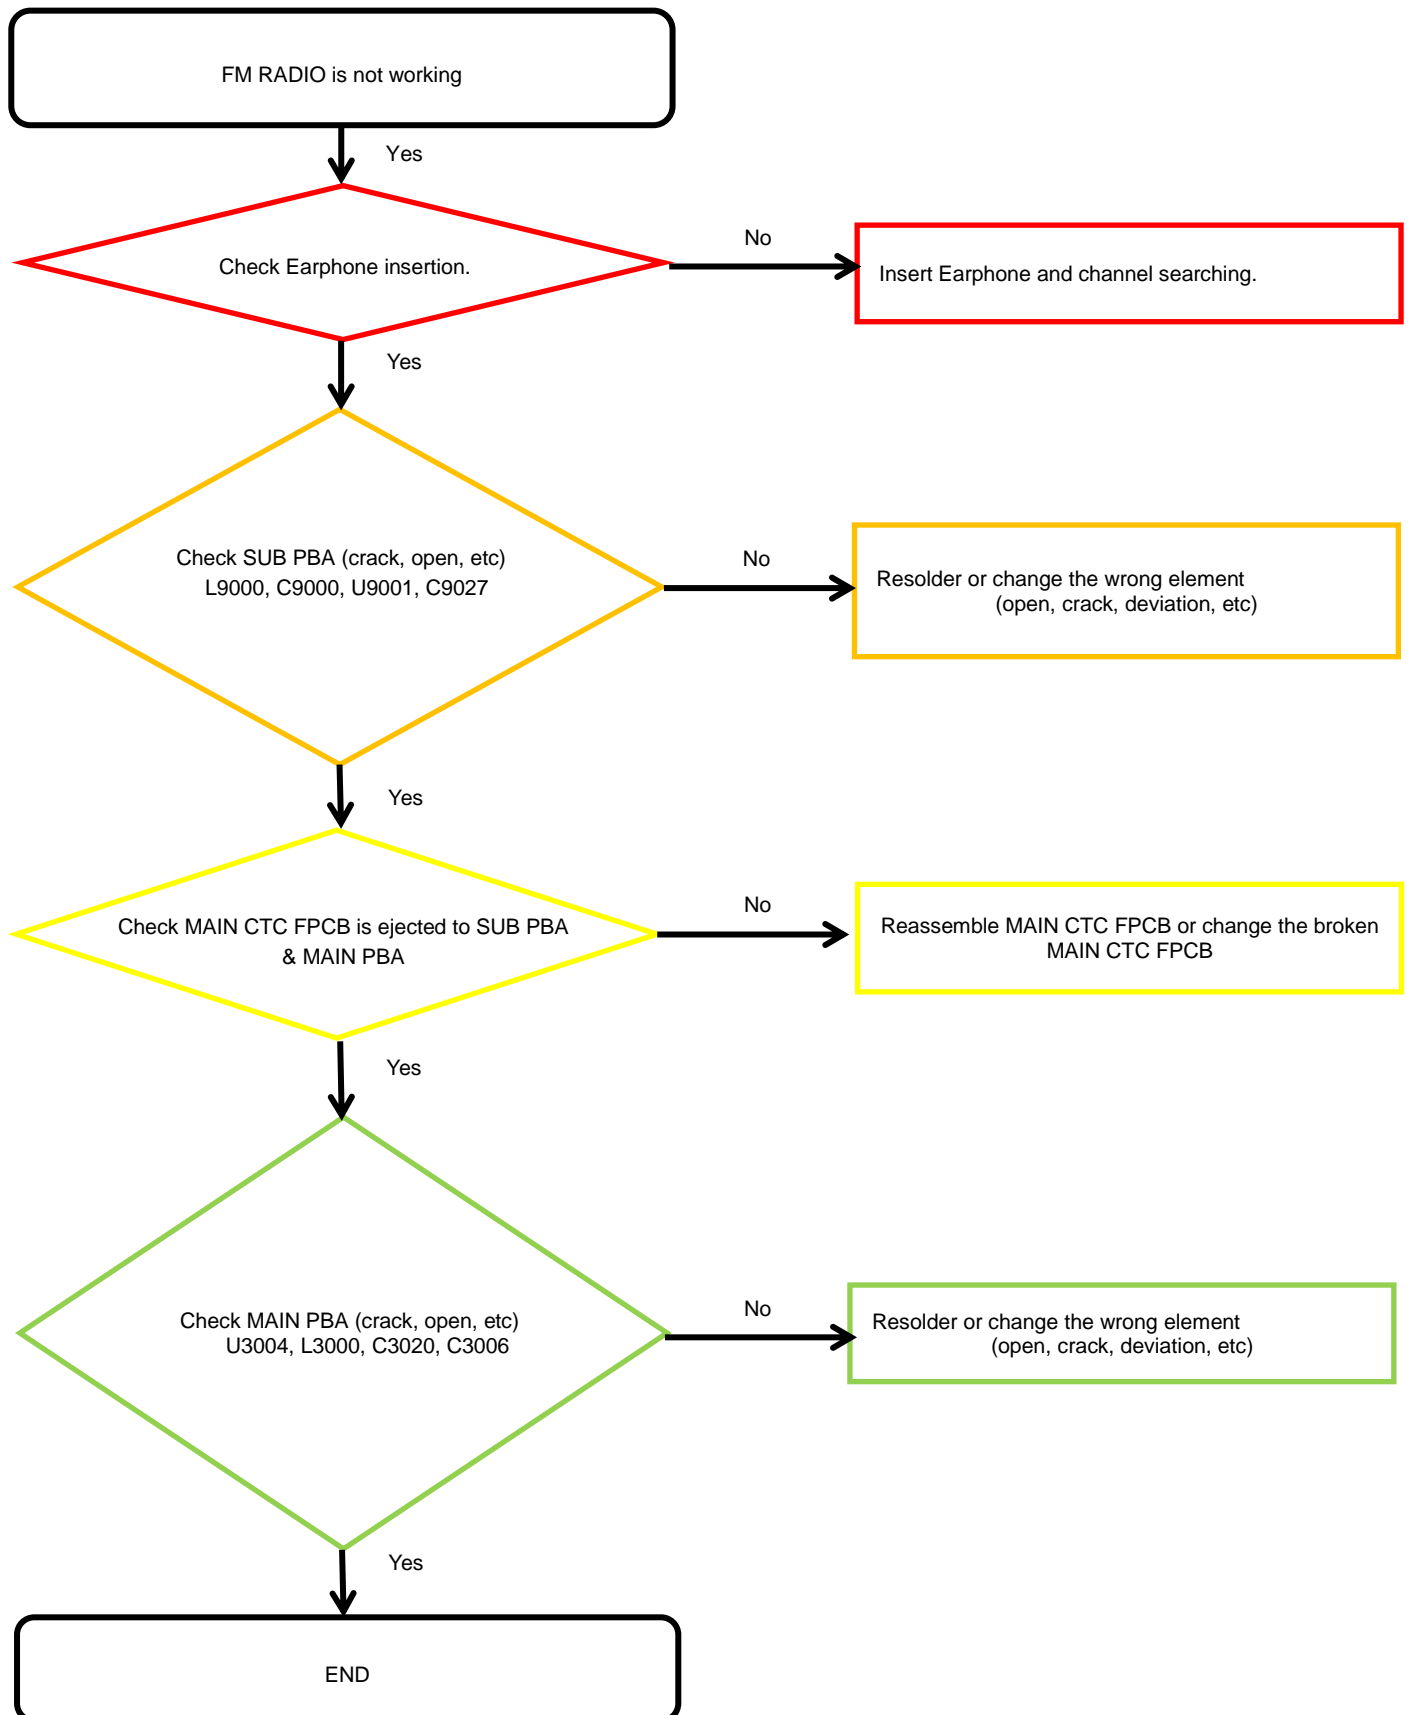 FM RADIO is not working
Yes
Check Earphone insertion.
No
Insert Earphone and channel searching.
Yes
Check SUB PBA (crack, open, etc)
L9000, C9000, U9001, C9027
No
Resolder or change the wrong element
(open, crack, deviation, etc)
Yes
Check MAIN CTC FPCB is ejected to SUB PBA
& MAIN PBA
No
Reassemble MAIN CTC FPCB or change the broken
MAIN CTC FPCB
Yes
Check MAIN PBA (crack, open, etc)
U3004, L3000, C3020, C3006
No
Resolder or change the wrong element
(open, crack, deviation, etc)
Yes
END